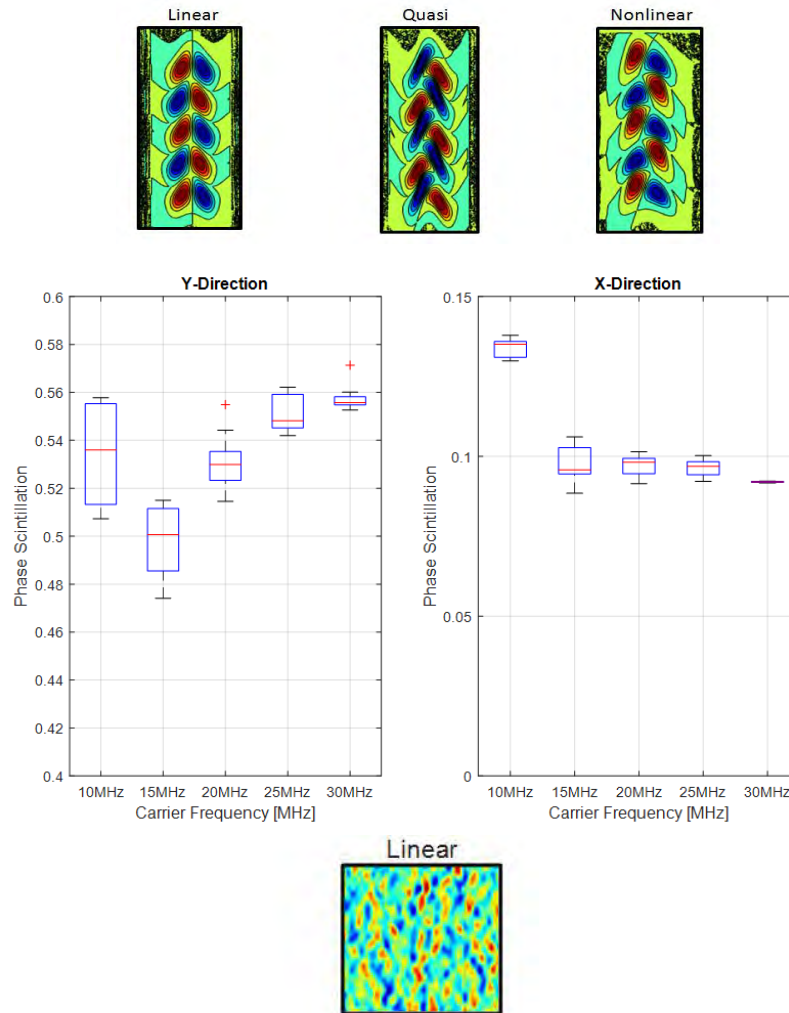 Linear Quasi Nonlinear
Y-Direction
0.6
0.58
0.56
0.54
0.52
0.5
0.48
0.46
0.44
0.42
0.4
Phase Scintillation
10MHz 15MHz 20MHz 25MHz 30MHz
Carrier Frequency [MHz]
X-Direction
0.15
0.1
0.05
0
Phase Scintillation
10MHz 15MHz 20MHz 25MHz 30MHz
Carrier Frequency [MHz]
Linear